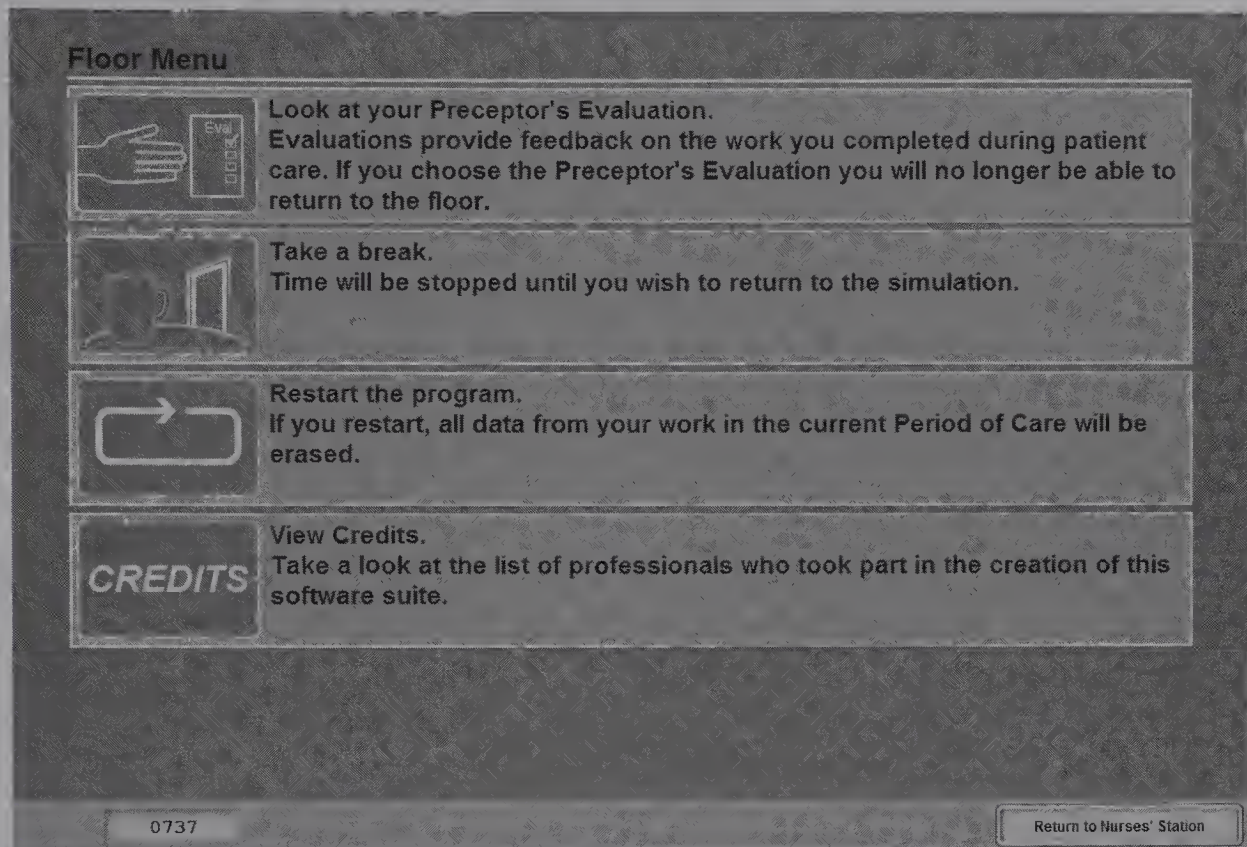 Floor Menu
Eval
Look at your Preceptor's Evaluation.
Evaluations provide feedback on the work you completed during patient
care. If you choose the Preceptor's Evaluation you will no longer be able to
return to the floor.
Take a break.
Time will be stopped until you wish to return to the simulation.
Restart the program.
If you restart, all data from your work in the current Period of Care will be
erased.
CREDITS
View Credits.
Take a look at the list of professionals who took part in the creation of this
software suite.
0737
Return to Nurses' Station